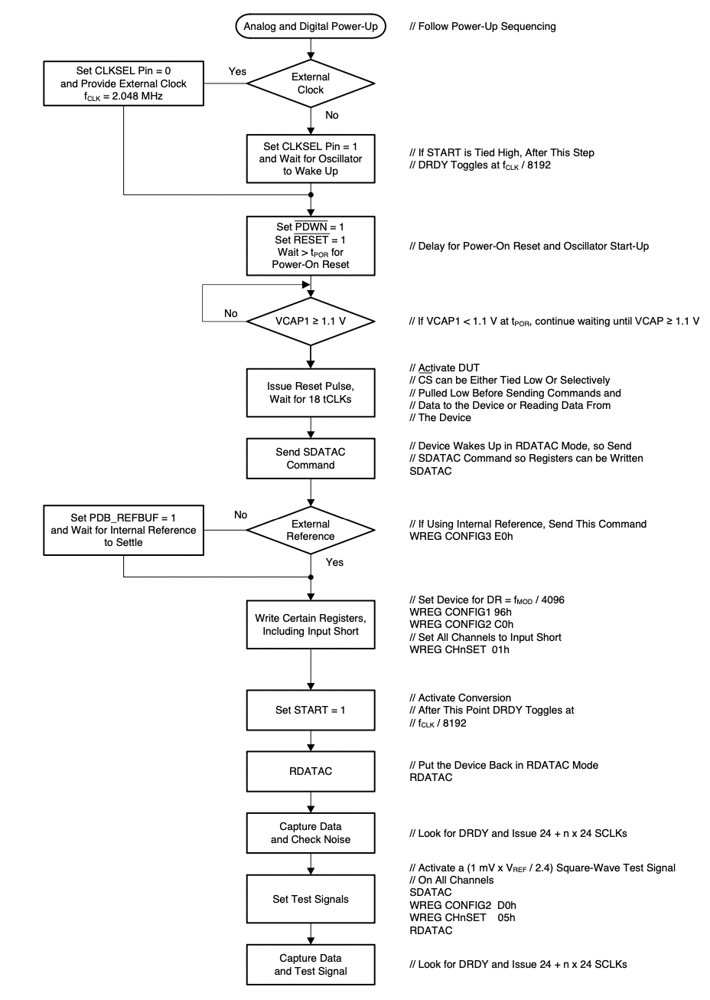 Analog and Digital Power-Up
// Follow Power-Up Sequencing
External
Clock
Yes
Set CLKSEL Pin = 0
and Provide External Clock
fCLK = 2.048 MHz
No
Set CLKSEL Pin = 1
and Wait for Oscillator
to Wake Up
// If START is Tied High, After This Step
// DRDY Toggles at fCLK / 8192
Set PDWN = 1
Set RESET = 1
Wait > tPOR for
Power-On Reset
// Delay for Power-On Reset and Oscillator Start-Up
No
VCAP1 ≥ 1.1 V
// If VCAP1 < 1.1 V at tPOR, continue waiting until VCAP ≥ 1.1 V
Issue Reset Pulse,
Wait for 18 tCLKs
// Activate DUT
// CS can be Either Tied Low Or Selectively
// Pulled Low Before Sending Commands and
// Data to the Device or Reading Data From
// The Device
Send SDATAC
Command
// Device Wakes Up in RDATAC Mode, so Send
// SDATAC Command so Registers can be Written
SDATAC
External
Reference
No
Set PDB_REFBUF = 1
and Wait for Internal Reference
to Settle
// If Using Internal Reference, Send This Command
WREG CONFIG3 E0h
Yes
Write Certain Registers,
Including Input Short
// Set Device for DR = fMOD / 4096
WREG CONFIG1 96h
WREG CONFIG2 C0h
// Set All Channels to Input Short
WREG CHnSET 01h
Set START = 1
// Activate Conversion
// After This Point DRDY Toggles at
// fCLK / 8192
RDATAC
// Put the Device Back in RDATAC Mode
RDATAC
Capture Data
and Check Noise
// Look for DRDY and Issue 24 + n x 24 SCLKs
Set Test Signals
// Activate a (1 mV x VREF / 2.4) Square-Wave Test Signal
// On All Channels
SDATAC
WREG CONFIG2 D0h
WREG CHnSET 05h
RDATAC
Capture Data
and Test Signal
// Look for DRDY and Issue 24 + n x 24 SCLKs